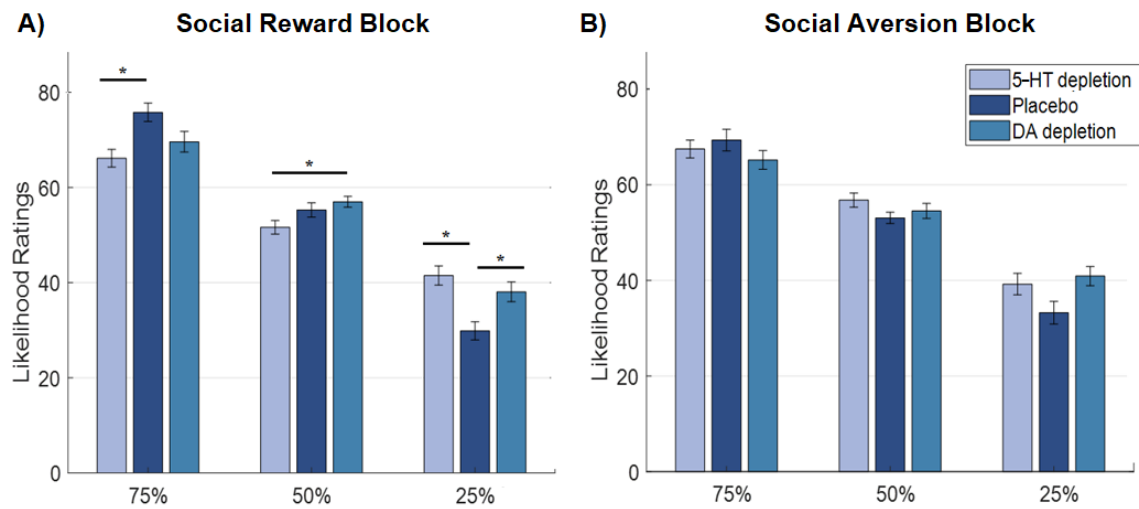 A) Social Reward Block
Likelihood Ratings
80
60
40
20
0
*
*
*
*
75% 50% 25%
B) Social Aversion Block
Likelihood Ratings
80
60
40
20
0
5-HT depletion
Placebo
DA depletion
75% 50% 25%